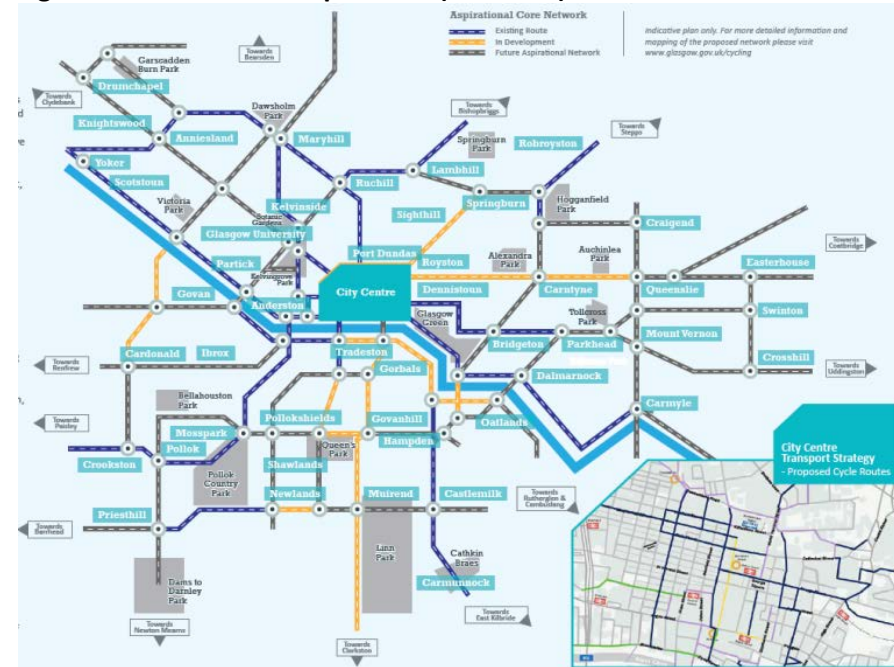 Aspirational Core Network
Existing Route
In Development
Future Aspirational Network
Indicative plan only. For more detailed information and
mapping of the proposed network please visit
www.glasgow.gov.uk/cycling
Towards
Bearsden
Garscadden
Burn Park
Drumchapel
Towards
Clydebank
Knightswood
Anniesland
Dawsholm
Park
Maryhill
Towards
Bishopbriggs
Springburn
Park
Robroyston
Towards
Stepps
Yoker
Scotstoun
Ruchill
Lambhill
Victoria
Park
Kelvinside
Botanic
Gardens
Sighthill
Springburn
Hogganfield
Park
Glasgow University
Craigend
Partick
Kelvingrove
Park
Port Dundas
Royston
Alexandra
Park
Auchinlea
Park
Towards
Coatbridge
Easterhouse
Govan
Anderston
City Centre
Dennistoun
Carntyne
Queenslie
Glasgow
Green
Tollcross
Park
Swinton
Cardonald
Ibrox
Tradeston
Bridgeton
Parkhead
Mount Vernon
Towards
Renfrew
Gorbals
Dalmarnock
Crosshill
Towards
Uddingston
Bellahouston
Park
Towards
Paisley
Mosspark
Pollokshields
Govanhill
Oatlands
Carmyle
Pollok
Queen's
Park
Hampden
Crookston
Shawlands
Pollok
Country
Park
City Centre
Transport Strategy
- Proposed Cycle Routes
Newlands
Muirend
Castlemilk
Towards
Rutherglen &
Cambuslang
Priesthill
Towards
Barrhead
Linn
Park
Cathkin
Braes
Dams to
Darnley
Park
Carmunnock
Towards
Newton Mearns
Towards
East Kilbride
Towards
Clarkston